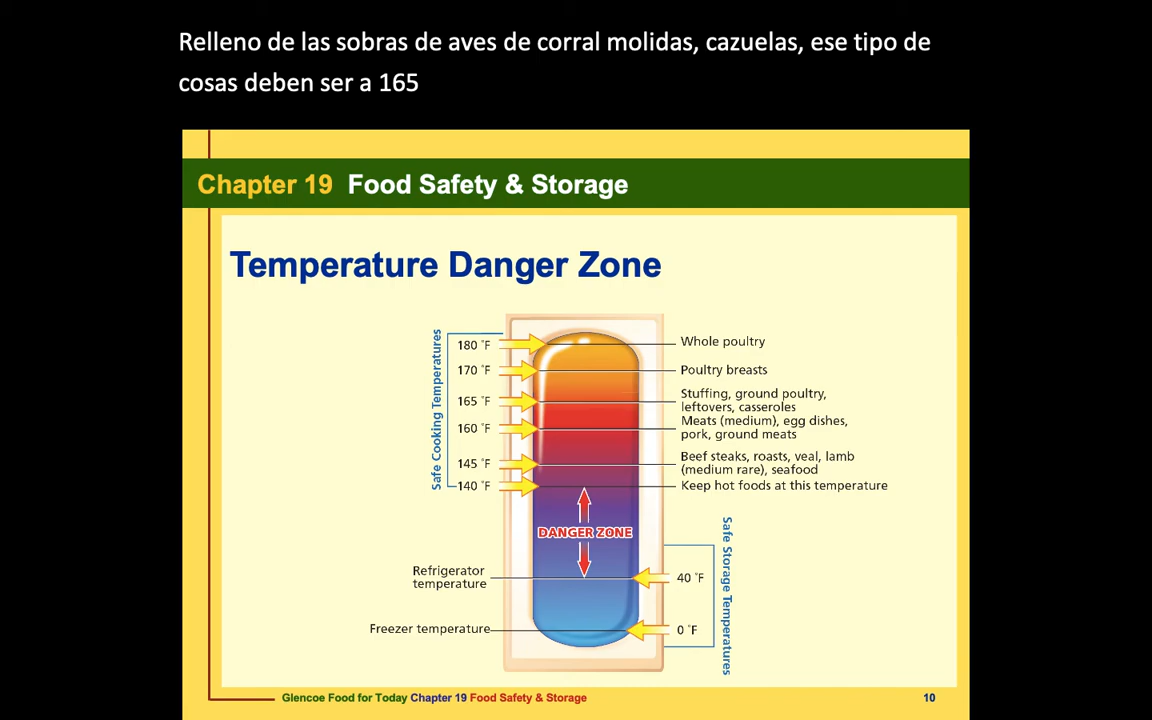 Relleno de las sobras de aves de corral molidas, cazuelas, ese tipo de
cosas deben ser a 165
Chapter 19 Food Safety & Storage
Temperature Danger Zone
Safe Cooking Temperatures
180 °F
Whole poultry
170 °F
Poultry breasts
165 °F
Stuffing, ground poultry,
leftovers, casseroles
160 °F
Meats (medium), egg dishes,
pork, ground meats
145 °F
Beef steaks, roasts, veal, lamb
(medium rare), seafood
140 °F
Keep hot foods at this temperature
DANGER ZONE
Safe Storage Temperatures
Refrigerator
temperature
40 °F
Freezer temperature
0 °F
Glencoe Food for Today Chapter 19 Food Safety & Storage
10